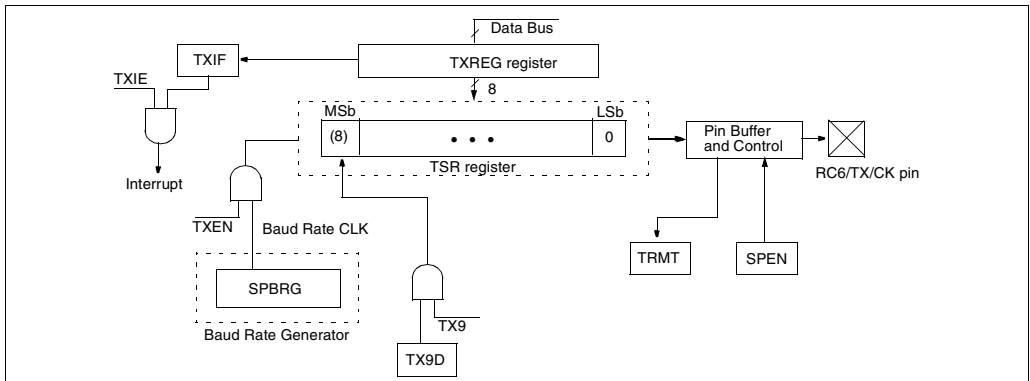 Data Bus
TXIF
TXREG register
TXIE
8
MSb
LSb
(8)
• • •
0
Pin Buffer
and Control
TSR register
Interrupt
RC6/TX/CK pin
TXEN
Baud Rate CLK
TRMT
SPEN
SPBRG
TX9
Baud Rate Generator
TX9D